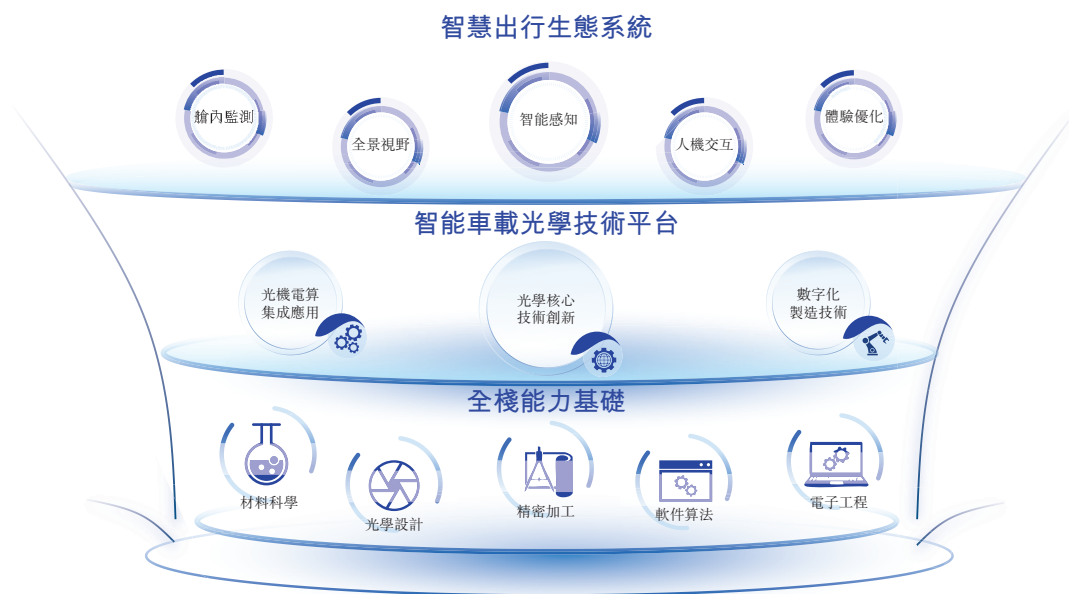 智慧出行生態系統
艙內監測
全景視野
智能感知
人機交互
體驗優化
智能車載光學技術平台
光機電算
集成應用
光學核心
技術創新
數字化
製造技術
全棧能力基礎
材料科學
光學設計
精密加工
軟件算法
電子工程